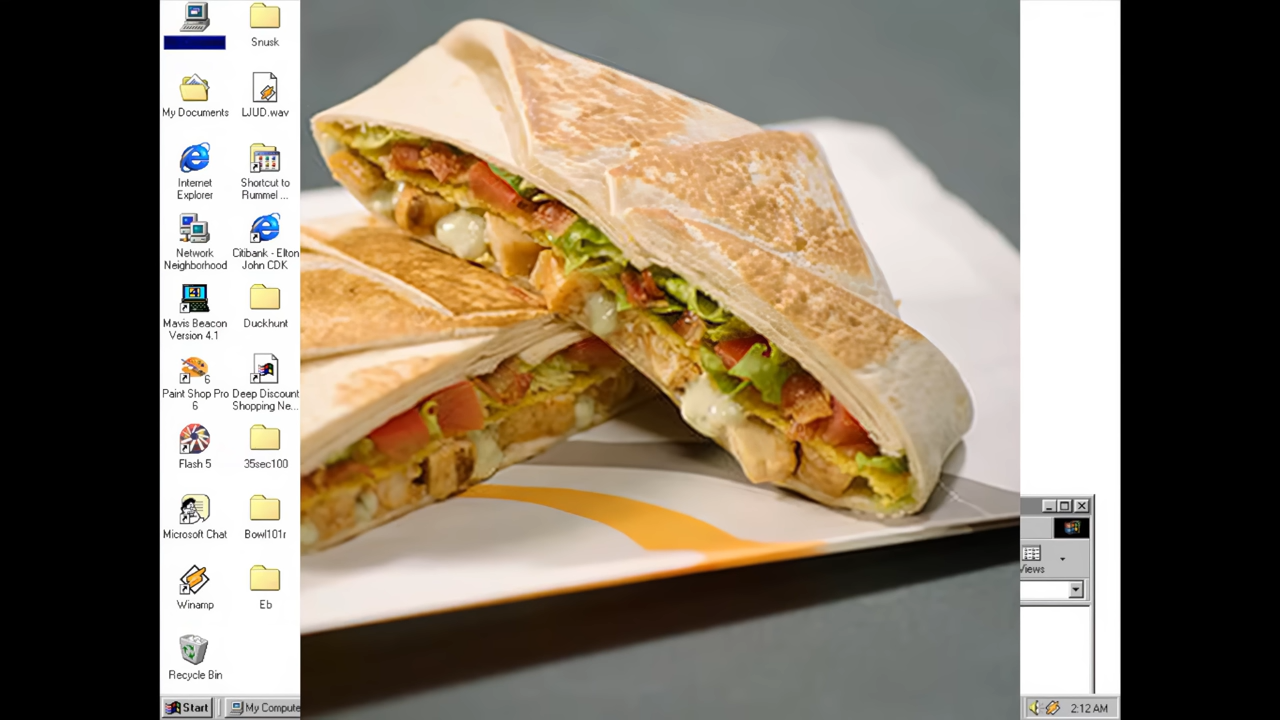 Snusk
My Documents
LJUD.wav
Internet
Explorer
Shortcut to
Rummel ...
Network
Neighborhood
Citibank - Elton
John CDK
Mavis Beacon
Version 4.1
Duckhunt
Paint Shop Pro
6
6
Deep Discount
Shopping Ne...
Flash 5
35sec100
Microsoft Chat
Bowl101r
Winamp
Eb
Recycle Bin
Views
Start
My Compute
2:12 AM